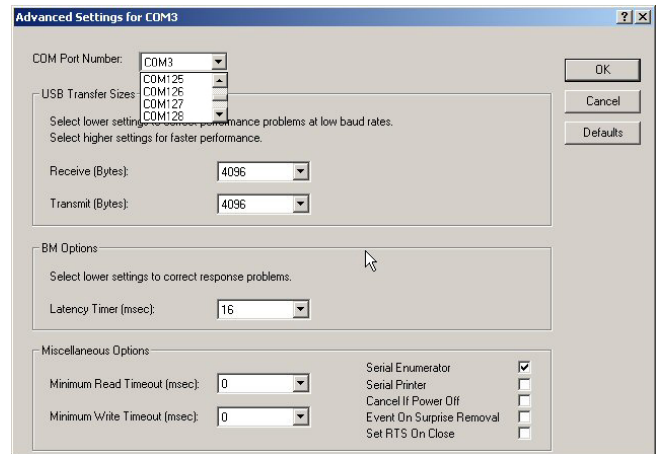 Advanced Settings for COM3
COM Port Number: COM3
COM125
COM126
COM127
COM128
OK
Cancel
Defaults
USB Transfer Sizes
Select lower settings to correct performance problems at low baud rates.
Select higher settings for faster performance.
Receive (Bytes): 4096
Transmit (Bytes): 4096
BM Options
Select lower settings to correct response problems.
Latency Timer (msec): 16
Miscellaneous Options
Minimum Read Timeout (msec): 0
Minimum Write Timeout (msec): 0
Serial Enumerator
Serial Printer
Cancel If Power Off
Event On Surprise Removal
Set RTS On Close